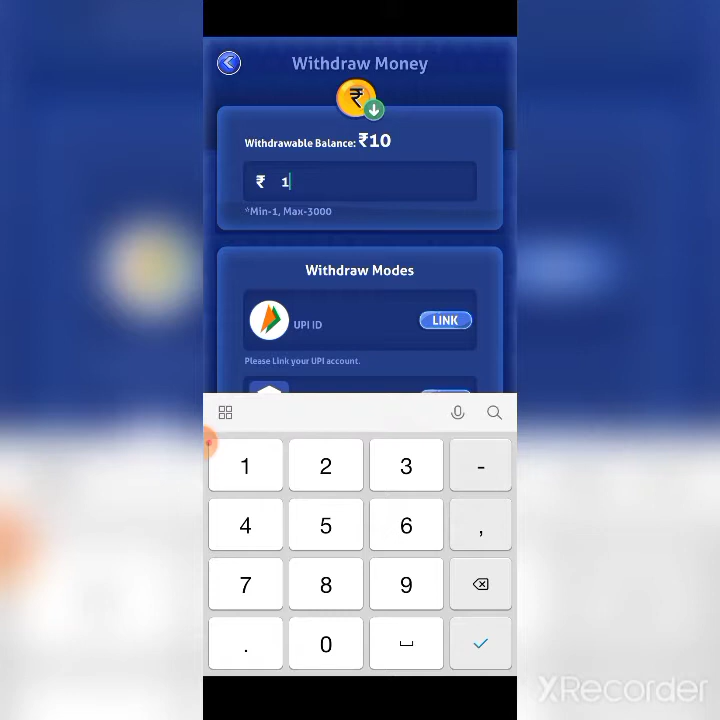 Withdraw Money
Withdrawable Balance: ₹10
₹ 1
*Min-1, Max-3000
Withdraw Modes
UPI ID
LINK
Please Link your UPI account.
1 2 3 -
4 5 6 ,
7 8 9
. 0
XRecorder